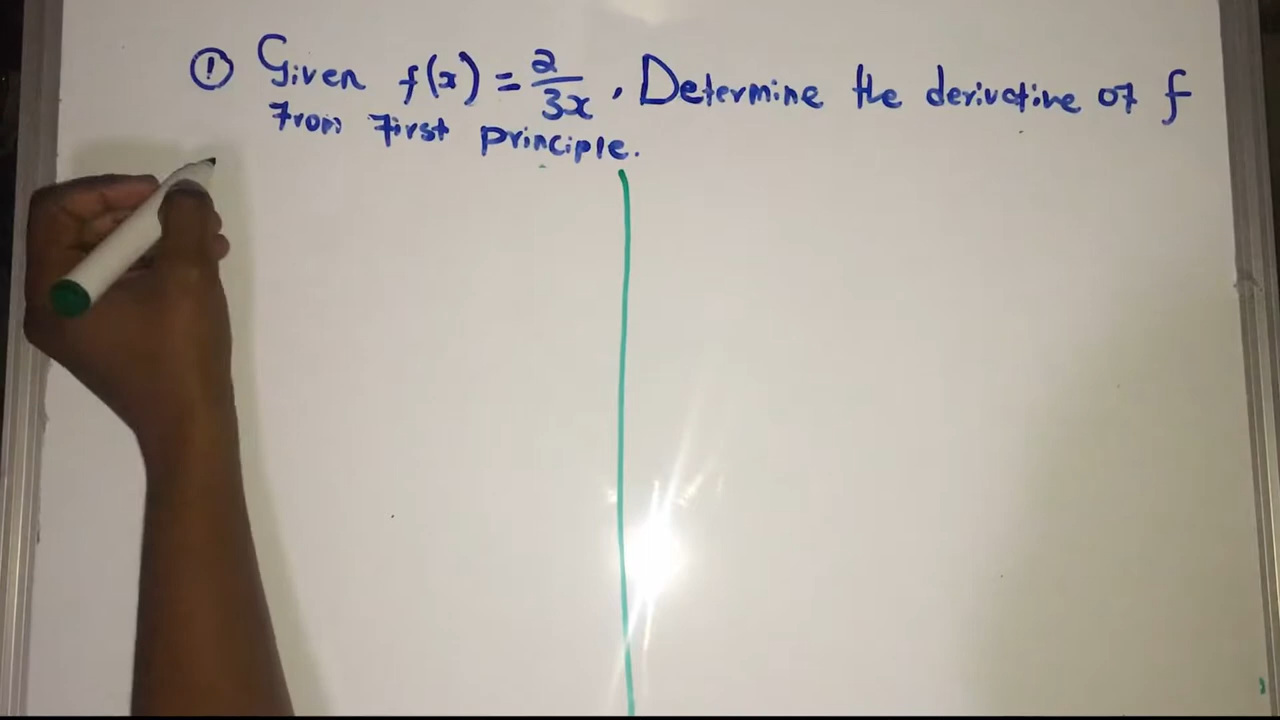 ① Given f(x) = 2/3x, Determine the derivative of f
from first principle.